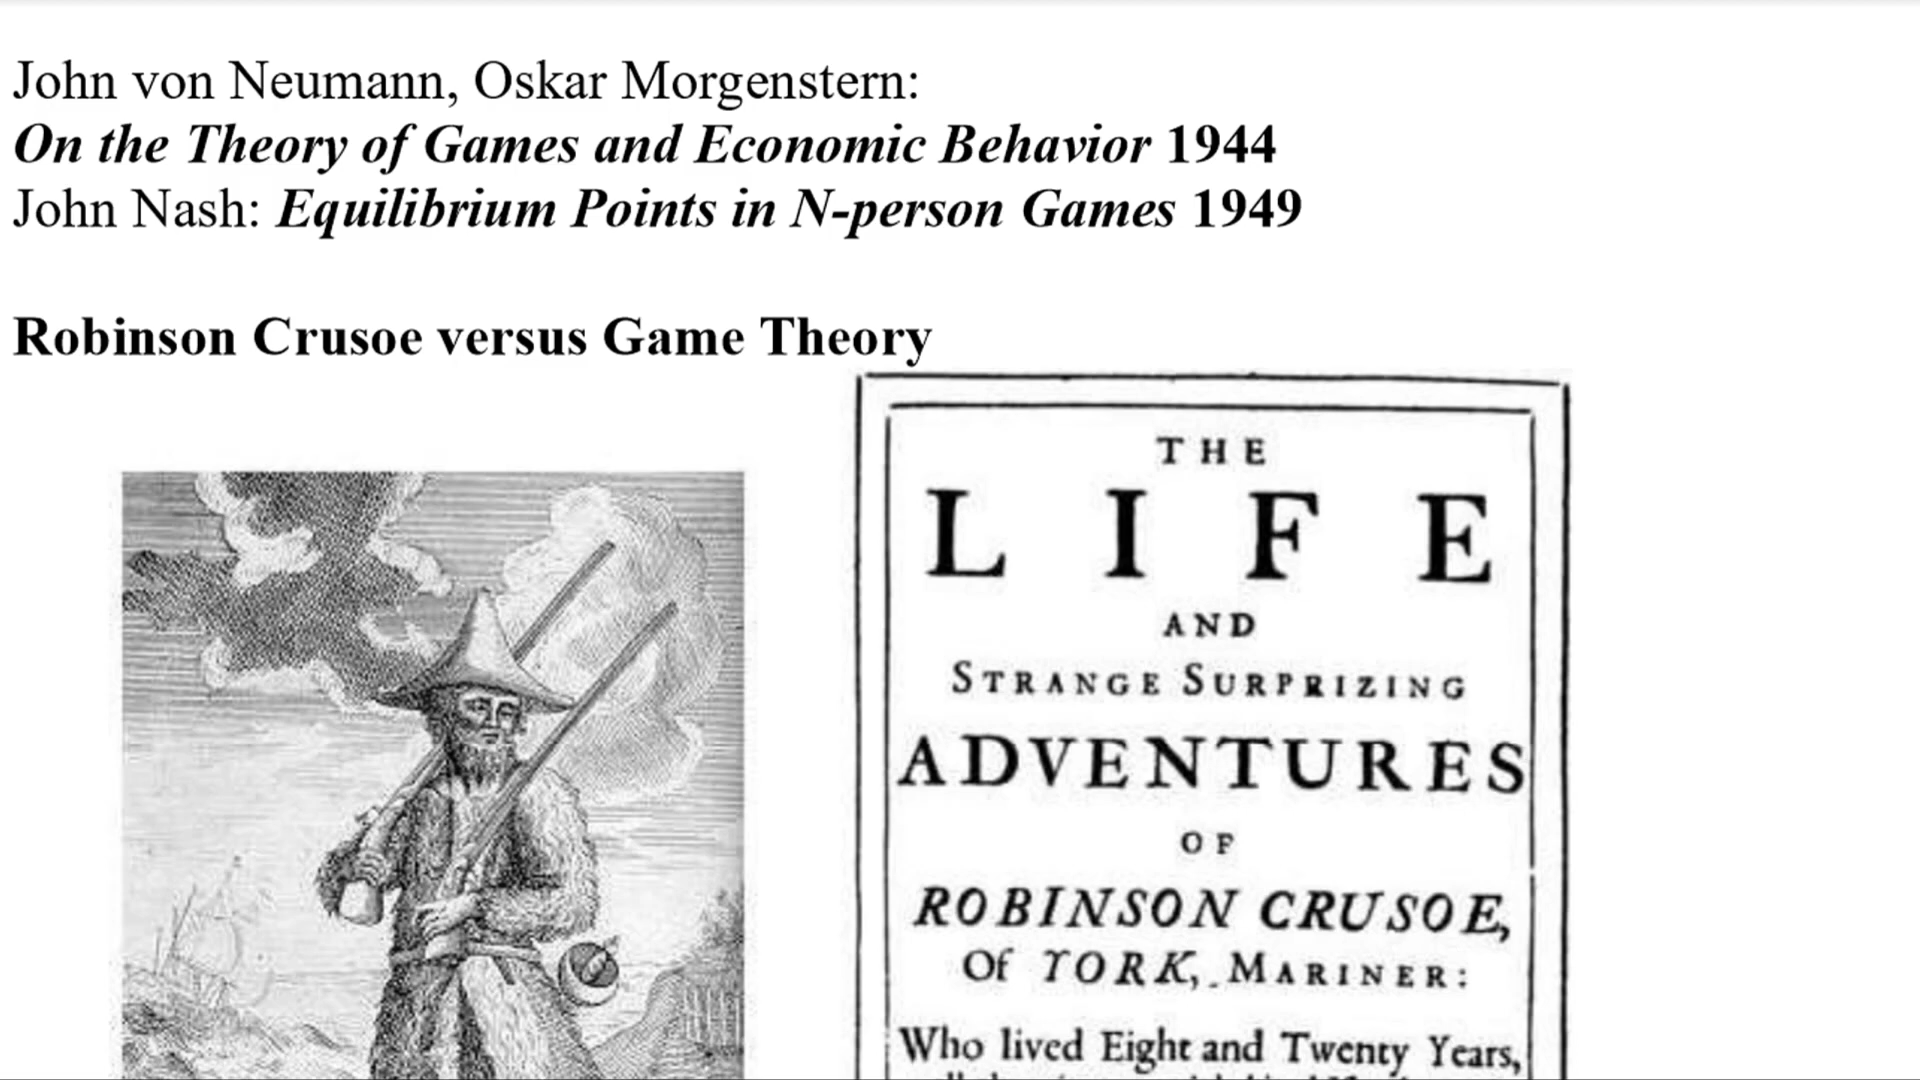 John von Neumann, Oskar Morgenstern:
On the Theory of Games and Economic Behavior 1944
John Nash: Equilibrium Points in N-person Games 1949
Robinson Crusoe versus Game Theory
THE
LIFE
AND
STRANGE SURPRIZING
ADVENTURES
OF
ROBINSON CRUSOE,
Of YORK, MARINER:
Who lived Eight and Twenty Years,